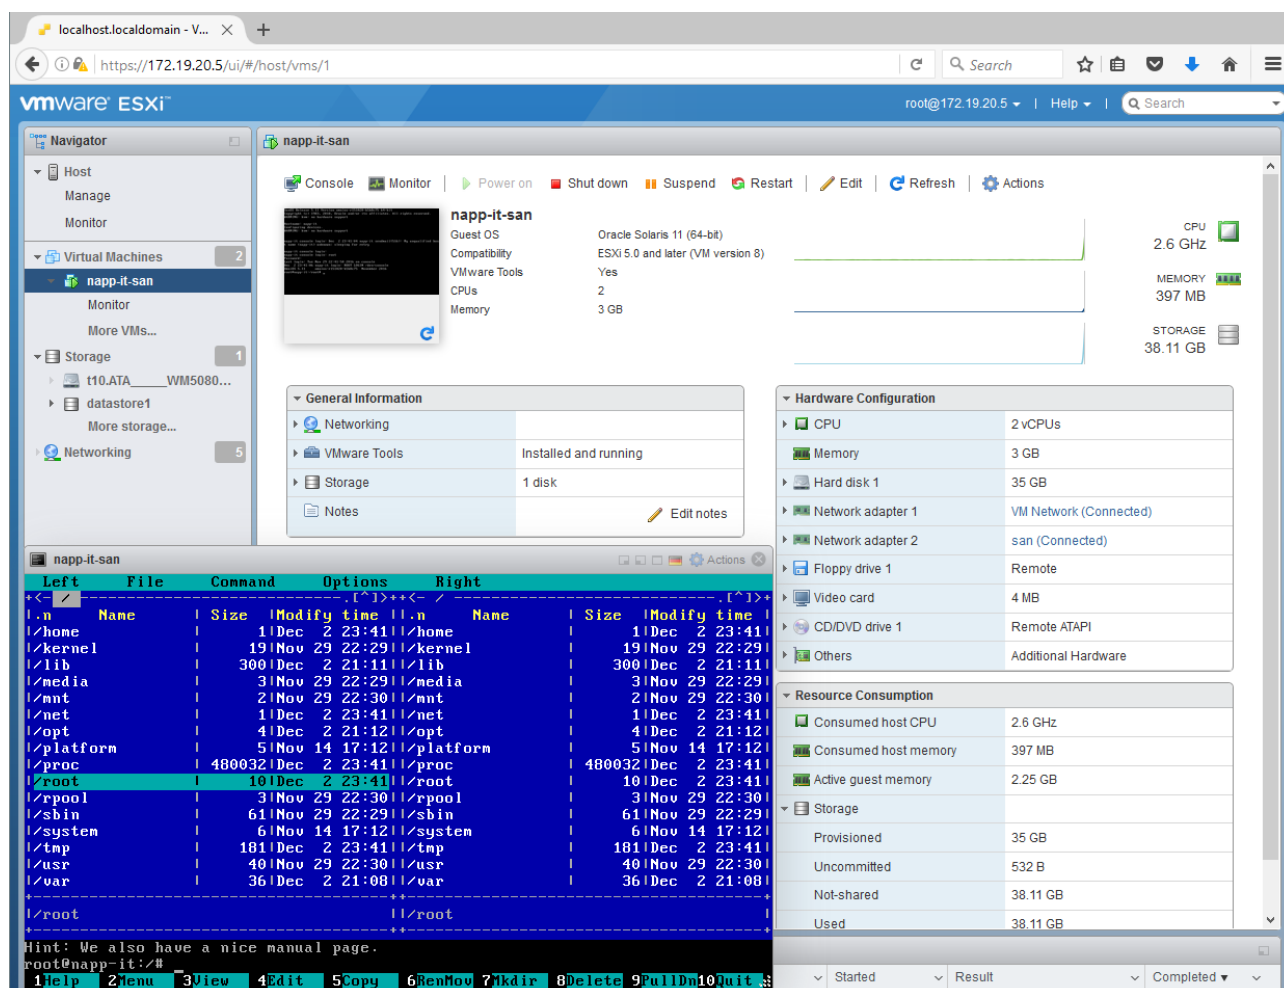 localhost.localdomain - V...
https://172.19.20.5/ui/#/host/vms/1
Search
vmware ESXi™
root@172.19.20.5 | Help | Search
Navigator
Host
Manage
Monitor
Virtual Machines 2
napp-it-san
Monitor
More VMs...
Storage 1
t10.ATA_____WM5080...
datastore1
More storage...
Networking 5
napp-it-san
Console Monitor | Power on Shut down Suspend Restart | Edit | Refresh | Actions
napp-it-san
Guest OS Oracle Solaris 11 (64-bit)
Compatibility ESXi 5.0 and later (VM version 8)
VMware Tools Yes
CPUs 2
Memory 3 GB
CPU
2.6 GHz
MEMORY
397 MB
STORAGE
38.11 GB
General Information
Networking
VMware Tools Installed and running
Storage 1 disk
Notes Edit notes
Hardware Configuration
CPU 2 vCPUs
Memory 3 GB
Hard disk 1 35 GB
Network adapter 1 VM Network (Connected)
Network adapter 2 san (Connected)
Floppy drive 1 Remote
Video card 4 MB
CD/DVD drive 1 Remote ATAPI
Others Additional Hardware
Resource Consumption
Consumed host CPU 2.6 GHz
Consumed host memory 397 MB
Active guest memory 2.25 GB
Storage
Provisioned 35 GB
Uncommitted 532 B
Not-shared 38.11 GB
Used 38.11 GB
Started Result Completed
napp-it-san Actions
Left File Command Options Right
+<- / ----.[^]>++<- / ----.[^]>+
|.n Name | Size |Modify time ||.n Name | Size |Modify time |
|/home | 1|Dec 2 23:41||/home | 1|Dec 2 23:41|
|/kernel | 19|Nov 29 22:29||/kernel | 19|Nov 29 22:29|
|/lib | 300|Dec 2 21:11||/lib | 300|Dec 2 21:11|
|/media | 3|Nov 29 22:29||/media | 3|Nov 29 22:29|
|/mnt | 2|Nov 29 22:30||/mnt | 2|Nov 29 22:30|
|/net | 1|Dec 2 23:41||/net | 1|Dec 2 23:41|
|/opt | 4|Dec 2 21:12||/opt | 4|Dec 2 21:12|
|/platform | 5|Nov 14 17:12||/platform | 5|Nov 14 17:12|
|/proc | 480032|Dec 2 23:41||/proc | 480032|Dec 2 23:41|
|/root | 10|Dec 2 23:41||/root | 10|Dec 2 23:41|
|/rpool | 3|Nov 29 22:30||/rpool | 3|Nov 29 22:30|
|/sbin | 61|Nov 29 22:29||/sbin | 61|Nov 29 22:29|
|/system | 6|Nov 14 17:12||/system | 6|Nov 14 17:12|
|/tmp | 181|Dec 2 23:41||/tmp | 181|Dec 2 23:41|
|/usr | 40|Nov 29 22:30||/usr | 40|Nov 29 22:30|
|/var | 36|Dec 2 21:08||/var | 36|Dec 2 21:08|
|/root ||/root |
Hint: We also have a nice manual page.
root@napp-it:/# _
1Help 2Menu 3View 4Edit 5Copy 6RenMov 7Mkdir 8Delete 9PullDn 10Quit